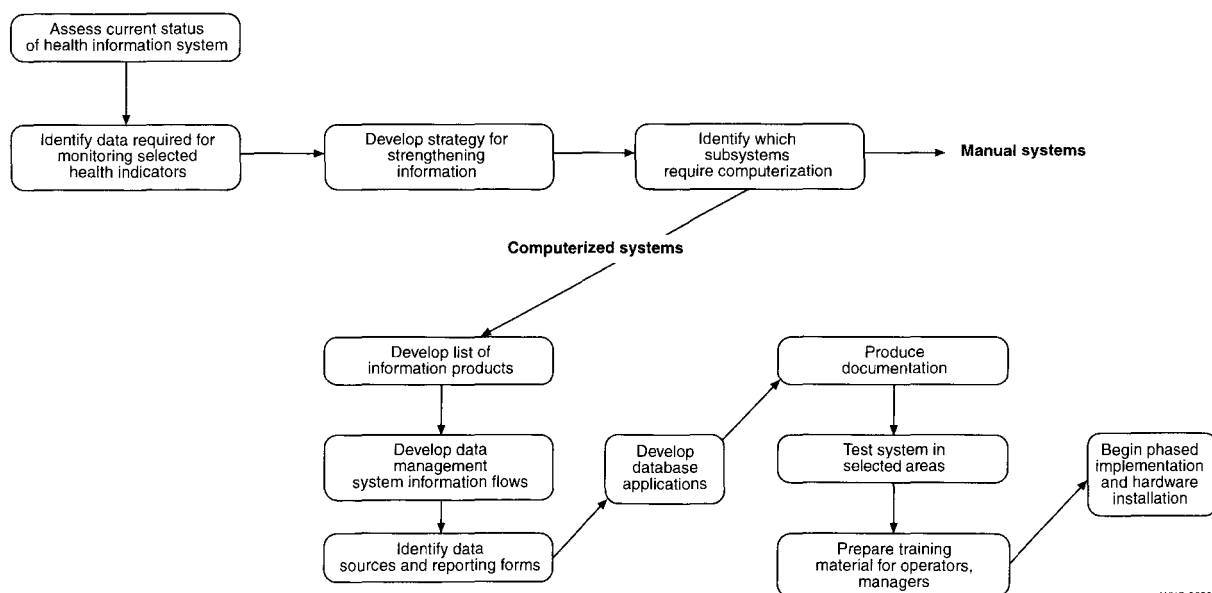 Assess current status
of health information system
Identify data required for
monitoring selected
health indicators
Develop strategy for
strengthening
information
Identify which
subsystems
require computerization
Manual systems
Computerized systems
Develop list of
information products
Develop data
management
system information flows
Identify data
sources and reporting forms
Develop
database
applications
Produce
documentation
Test system in
selected areas
Prepare training
material for operators,
managers
Begin phased
implementation
and hardware
installation